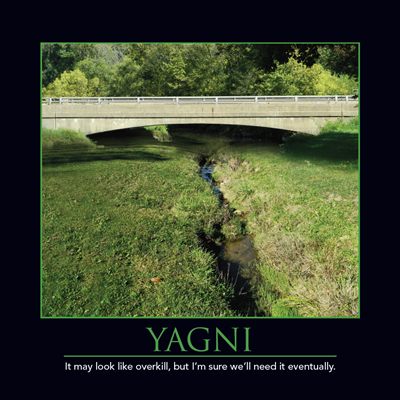 YAGNI
It may look like overkill, but I'm sure we'll need it eventually.